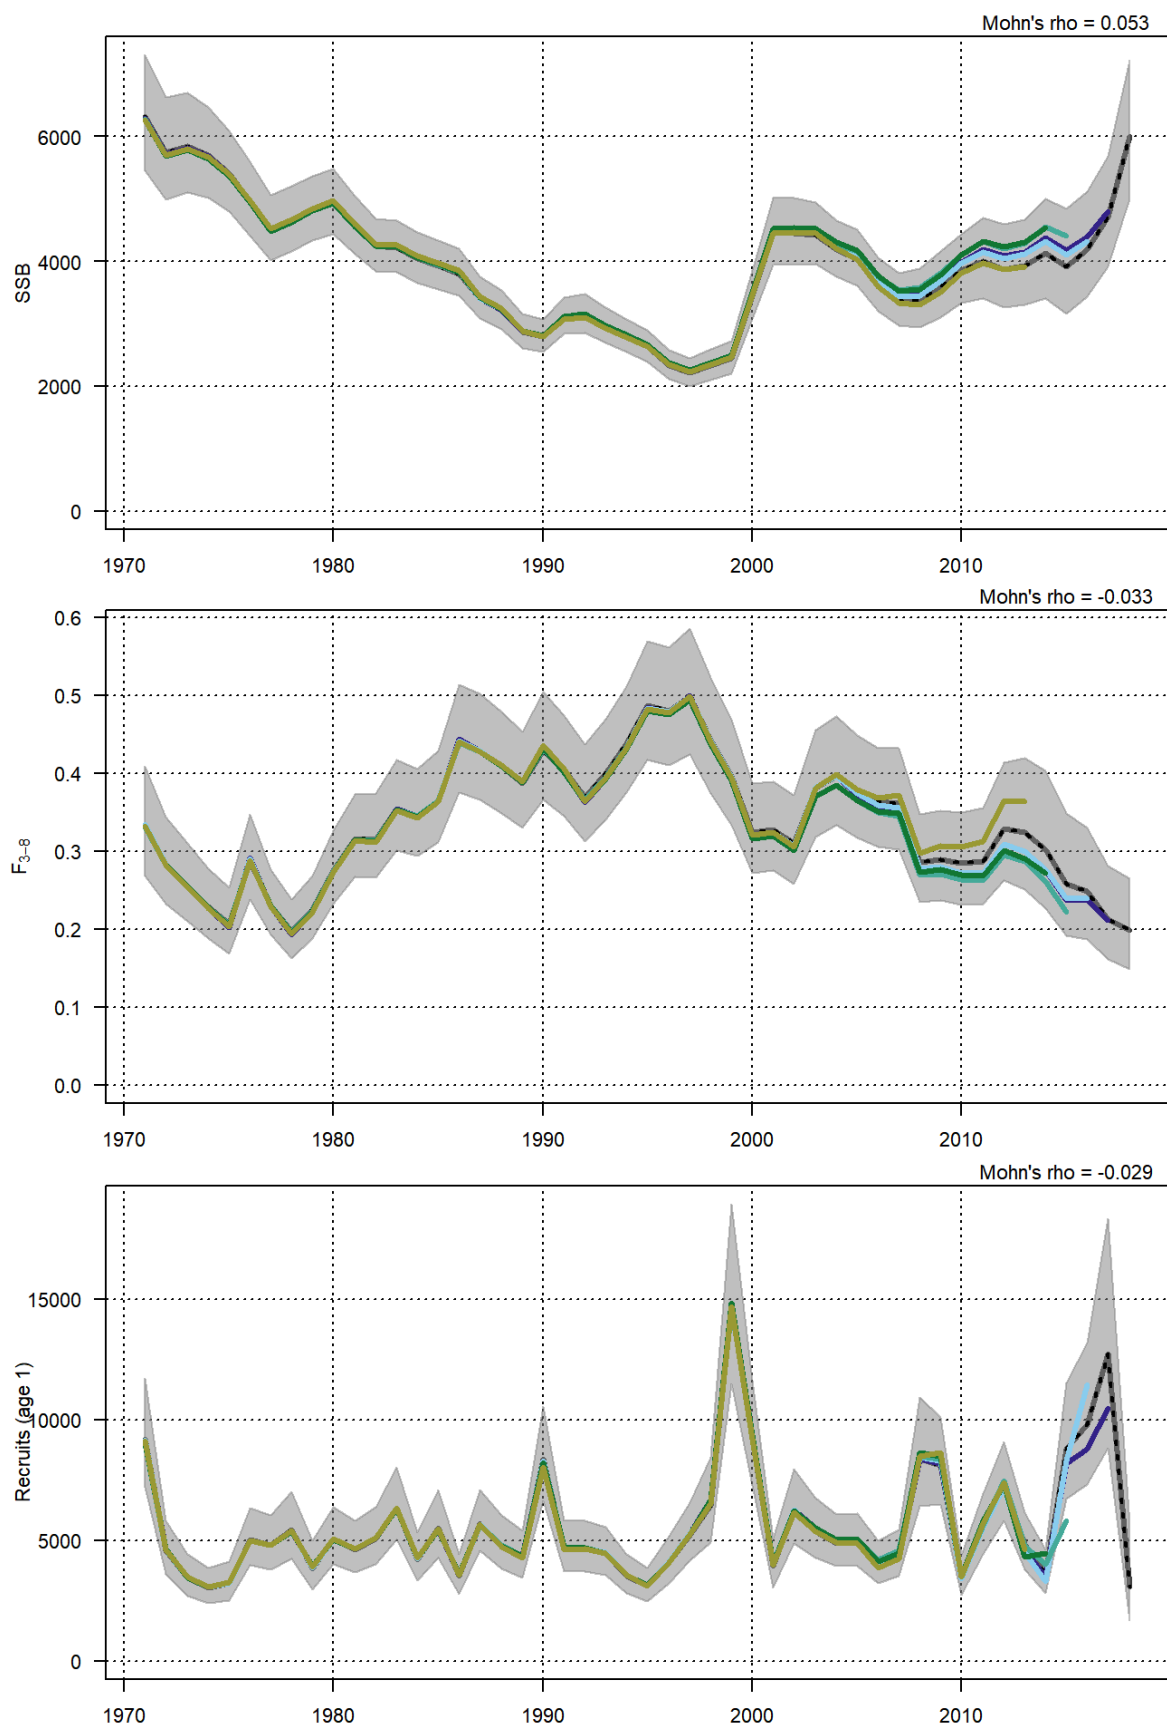 Mohn's rho = 0.053
6000
4000
2000
0
SSB
1970 1980 1990 2000 2010
Mohn's rho = -0.033
0.6
0.5
0.4
0.3
0.2
0.1
0.0
F3–8
1970 1980 1990 2000 2010
Mohn's rho = -0.029
15000
10000
5000
0
Recruits (age 1)
1970 1980 1990 2000 2010